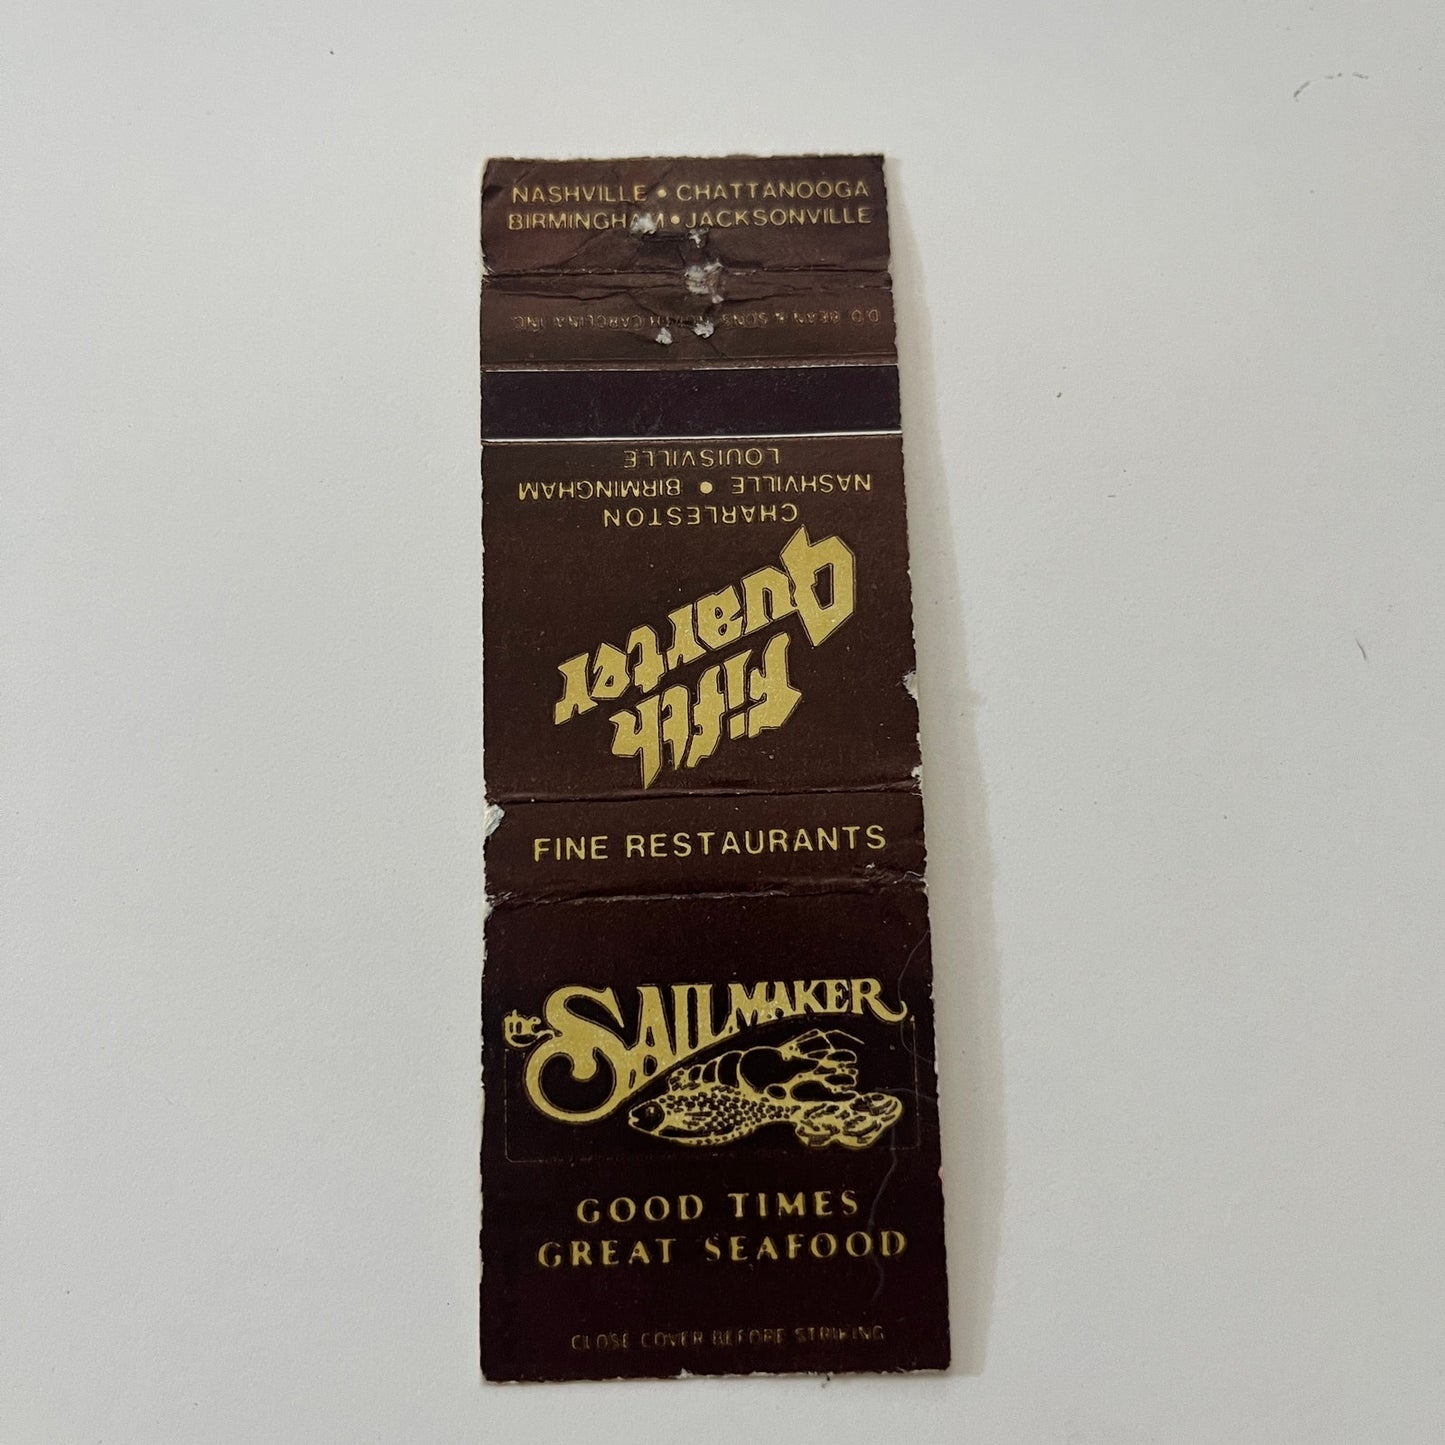 NASHVILLE • CHATTANOOGA
BIRMINGHAM • JACKSONVILLE
D.D. BEAN & SONS CAROLINA, INC.
Fifth
Quarter
CHARLESTON
NASHVILLE • BIRMINGHAM
LOUISVILLE
FINE RESTAURANTS
the SAILMAKER
GOOD TIMES
GREAT SEAFOOD
CLOSE COVER BEFORE STRIKING